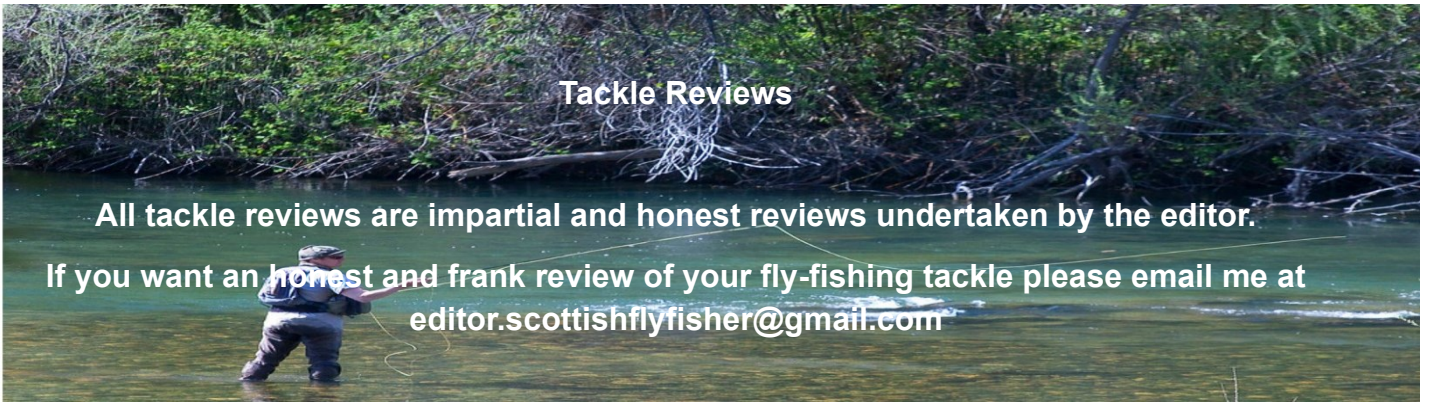 Tackle Reviews
All tackle reviews are impartial and honest reviews undertaken by the editor.
If you want an honest and frank review of your fly-fishing tackle please email me at
editor.scottishflyfisher@gmail.com